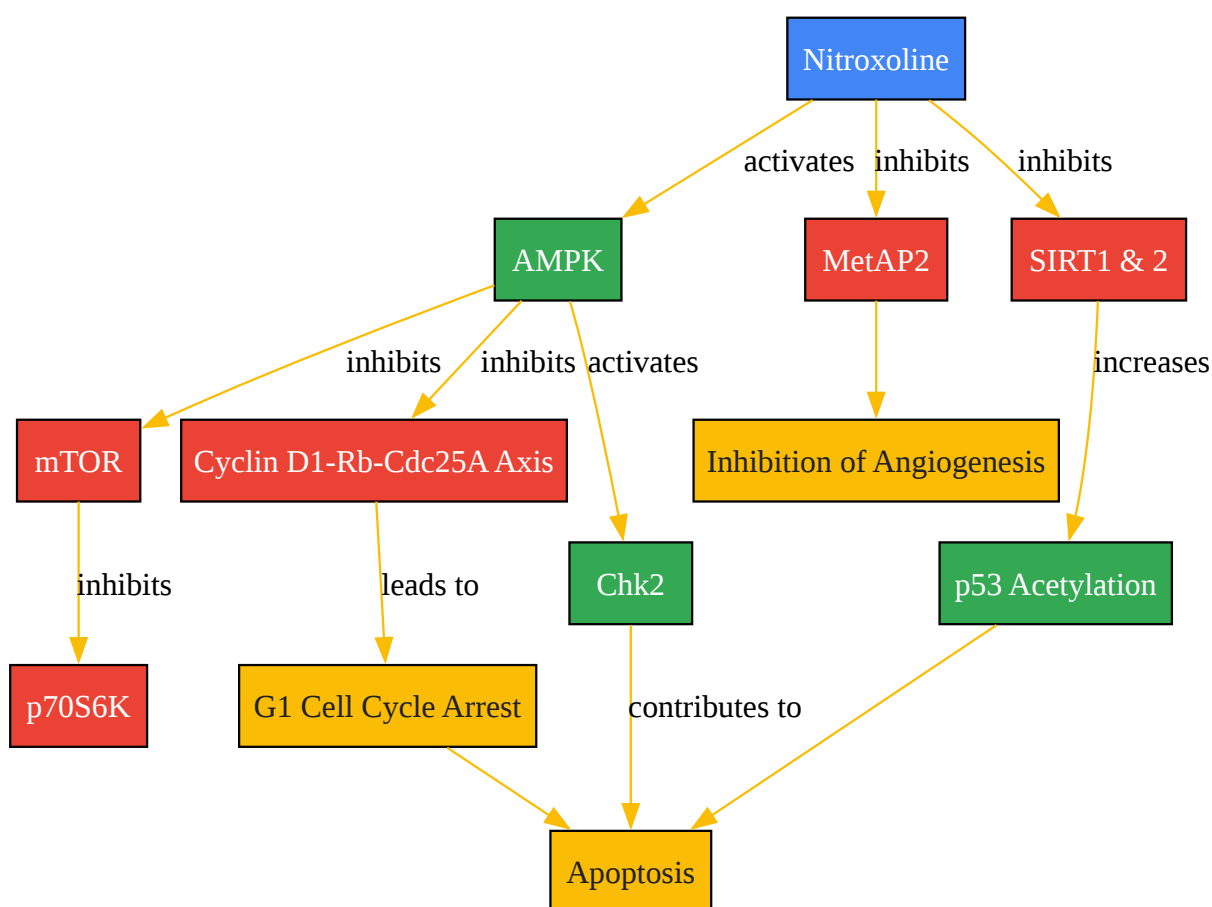 Nitroxoline
activates
inhibits
inhibits
AMPK
MetAP2
SIRT1 & 2
inhibits
inhibits
activates
increases
mTOR
Cyclin D1-Rb-Cdc25A Axis
Inhibition of Angiogenesis
inhibits
leads to
Chk2
p53 Acetylation
p70S6K
G1 Cell Cycle Arrest
contributes to
Apoptosis